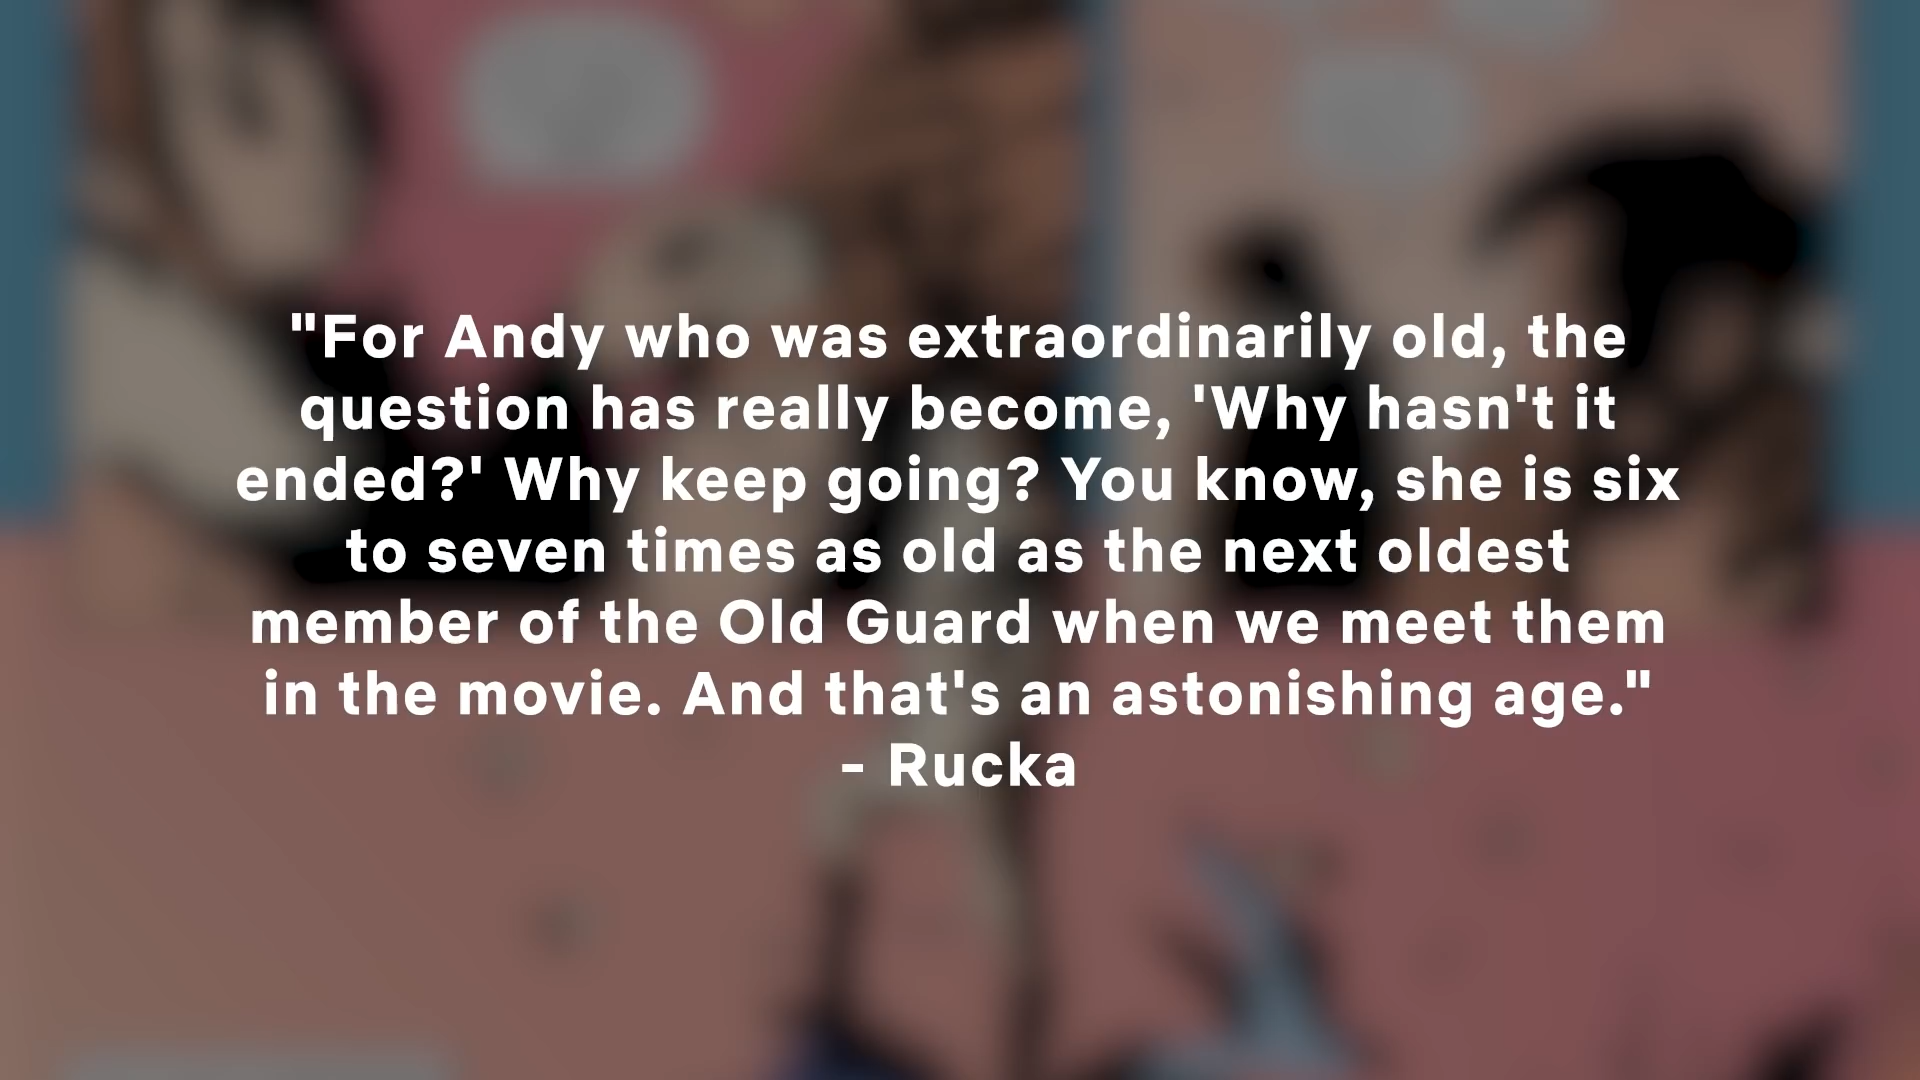 "For Andy who was extraordinarily old, the
question has really become, 'Why hasn't it
ended?' Why keep going? You know, she is six
to seven times as old as the next oldest
member of the Old Guard when we meet them
in the movie. And that's an astonishing age."
- Rucka